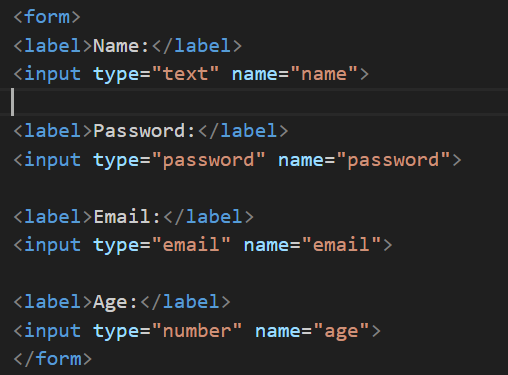 <form>
<label>Name:</label>
<input type="text" name="name">
<label>Password:</label>
<input type="password" name="password">
<label>Email:</label>
<input type="email" name="email">
<label>Age:</label>
<input type="number" name="age">
</form>